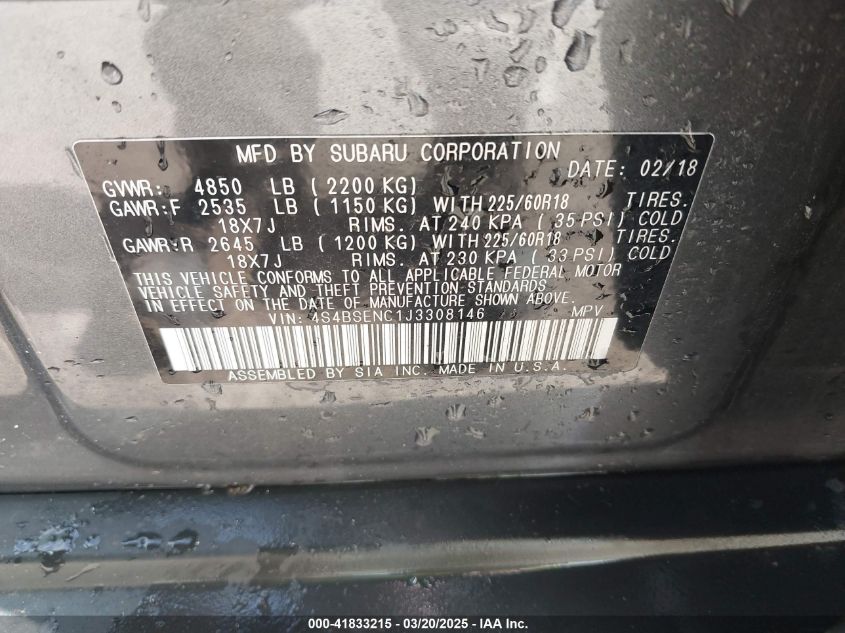 MFD BY SUBARU CORPORATION
DATE: 02/18
GVWR: 4850 LB (2200 KG)
GAWR:F 2535 LB (1150 KG) WITH 225/60R18 TIRES.
18X7J RIMS. AT 240 KPA (35 PSI) COLD
GAWR:R 2645 LB (1200 KG) WITH 225/60R18 TIRES.
18X7J RIMS. AT 230 KPA (33 PSI) COLD
THIS VEHICLE CONFORMS TO ALL APPLICABLE FEDERAL MOTOR
VEHICLE SAFETY AND THEFT PREVENTION STANDARDS
IN EFFECT ON THE DATE OF MANUFACTURE SHOWN ABOVE.
VIN: 4S4BSENC1J3308146 MPV
ASSEMBLED BY SIA INC. MADE IN U.S.A.
000-41833215 - 03/20/2025 - IAA, Inc.